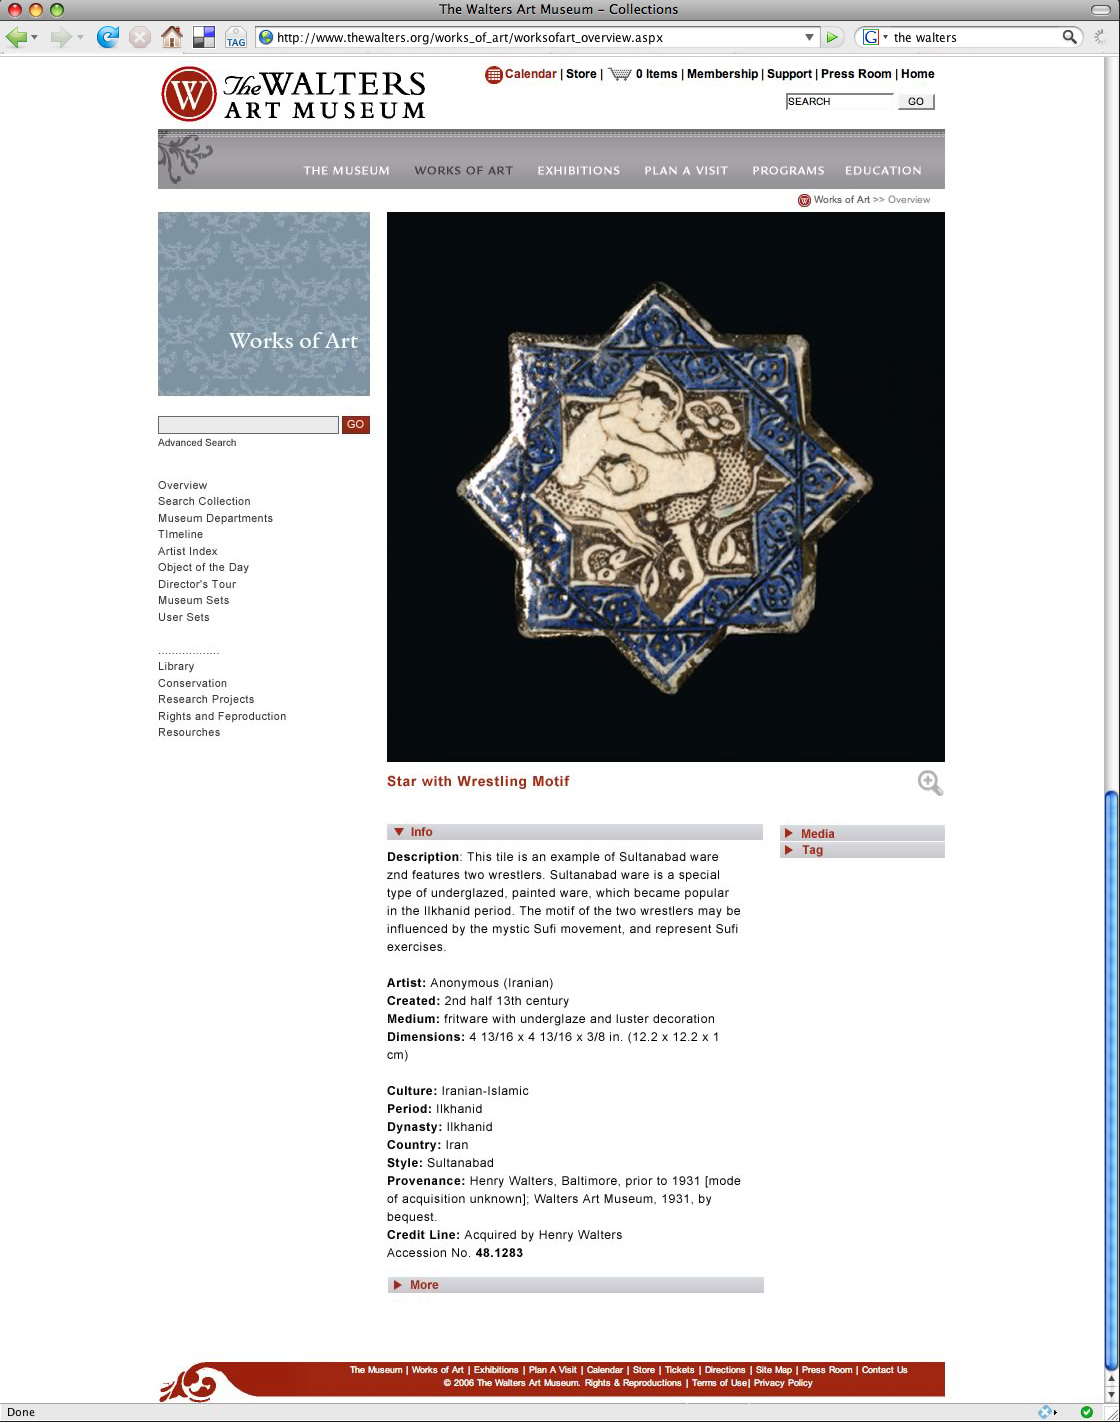 The Walters Art Museum – Collections
TAG
http://www.thewalters.org/works_of_art/worksofart_overview.aspx
G
the walters
W
The WALTERS
ART MUSEUM
Calendar | Store | 0 Items | Membership | Support | Press Room | Home
SEARCH
GO
THE MUSEUM WORKS OF ART EXHIBITIONS PLAN A VISIT PROGRAMS EDUCATION
W Works of Art >> Overview
Works of Art
GO
Advanced Search
Overview
Search Collection
Museum Departments
TImeline
Artist Index
Object of the Day
Director's Tour
Museum Sets
User Sets
..................
Library
Conservation
Research Projects
Rights and Feproduction
Resourches
Star with Wrestling Motif
Info
Description: This tile is an example of Sultanabad ware
znd features two wrestlers. Sultanabad ware is a special
type of underglazed, painted ware, which became popular
in the Ilkhanid period. The motif of the two wrestlers may be
influenced by the mystic Sufi movement, and represent Sufi
exercises.
Artist: Anonymous (Iranian)
Created: 2nd half 13th century
Medium: fritware with underglaze and luster decoration
Dimensions: 4 13/16 x 4 13/16 x 3/8 in. (12.2 x 12.2 x 1
cm)
Culture: Iranian-Islamic
Period: Ilkhanid
Dynasty: Ilkhanid
Country: Iran
Style: Sultanabad
Provenance: Henry Walters, Baltimore, prior to 1931 [mode
of acquisition unknown]; Walters Art Museum, 1931, by
bequest.
Credit Line: Acquired by Henry Walters
Accession No. 48.1283
More
Media
Tag
The Museum | Works of Art | Exhibitions | Plan A Visit | Calendar | Store | Tickets | Directions | Site Map | Press Room | Contact Us
© 2006 The Walters Art Museum. Rights & Reproductions | Terms of Use| Privacy Policy
Done